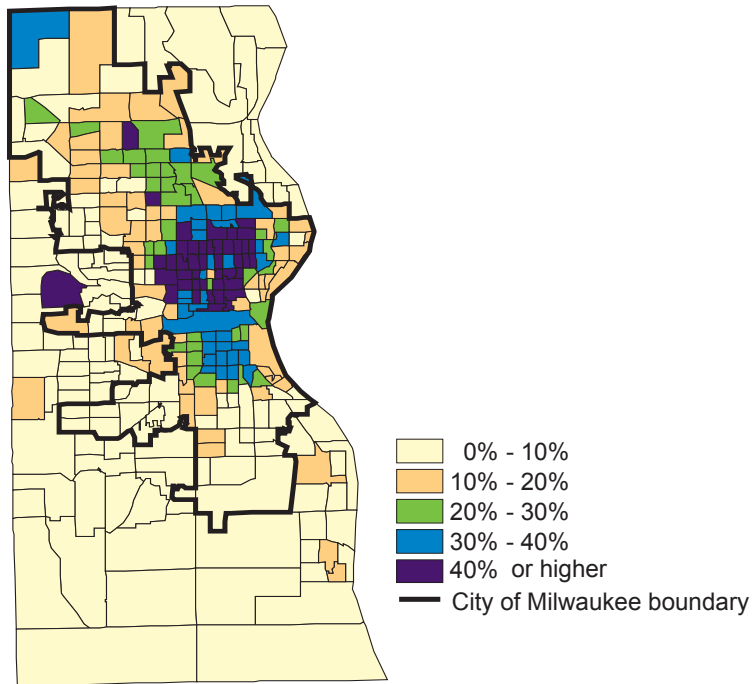 0% - 10%
10% - 20%
20% - 30%
30% - 40%
40% or higher
City of Milwaukee boundary